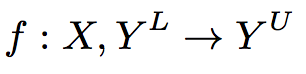 f : X, Y^L → Y^U